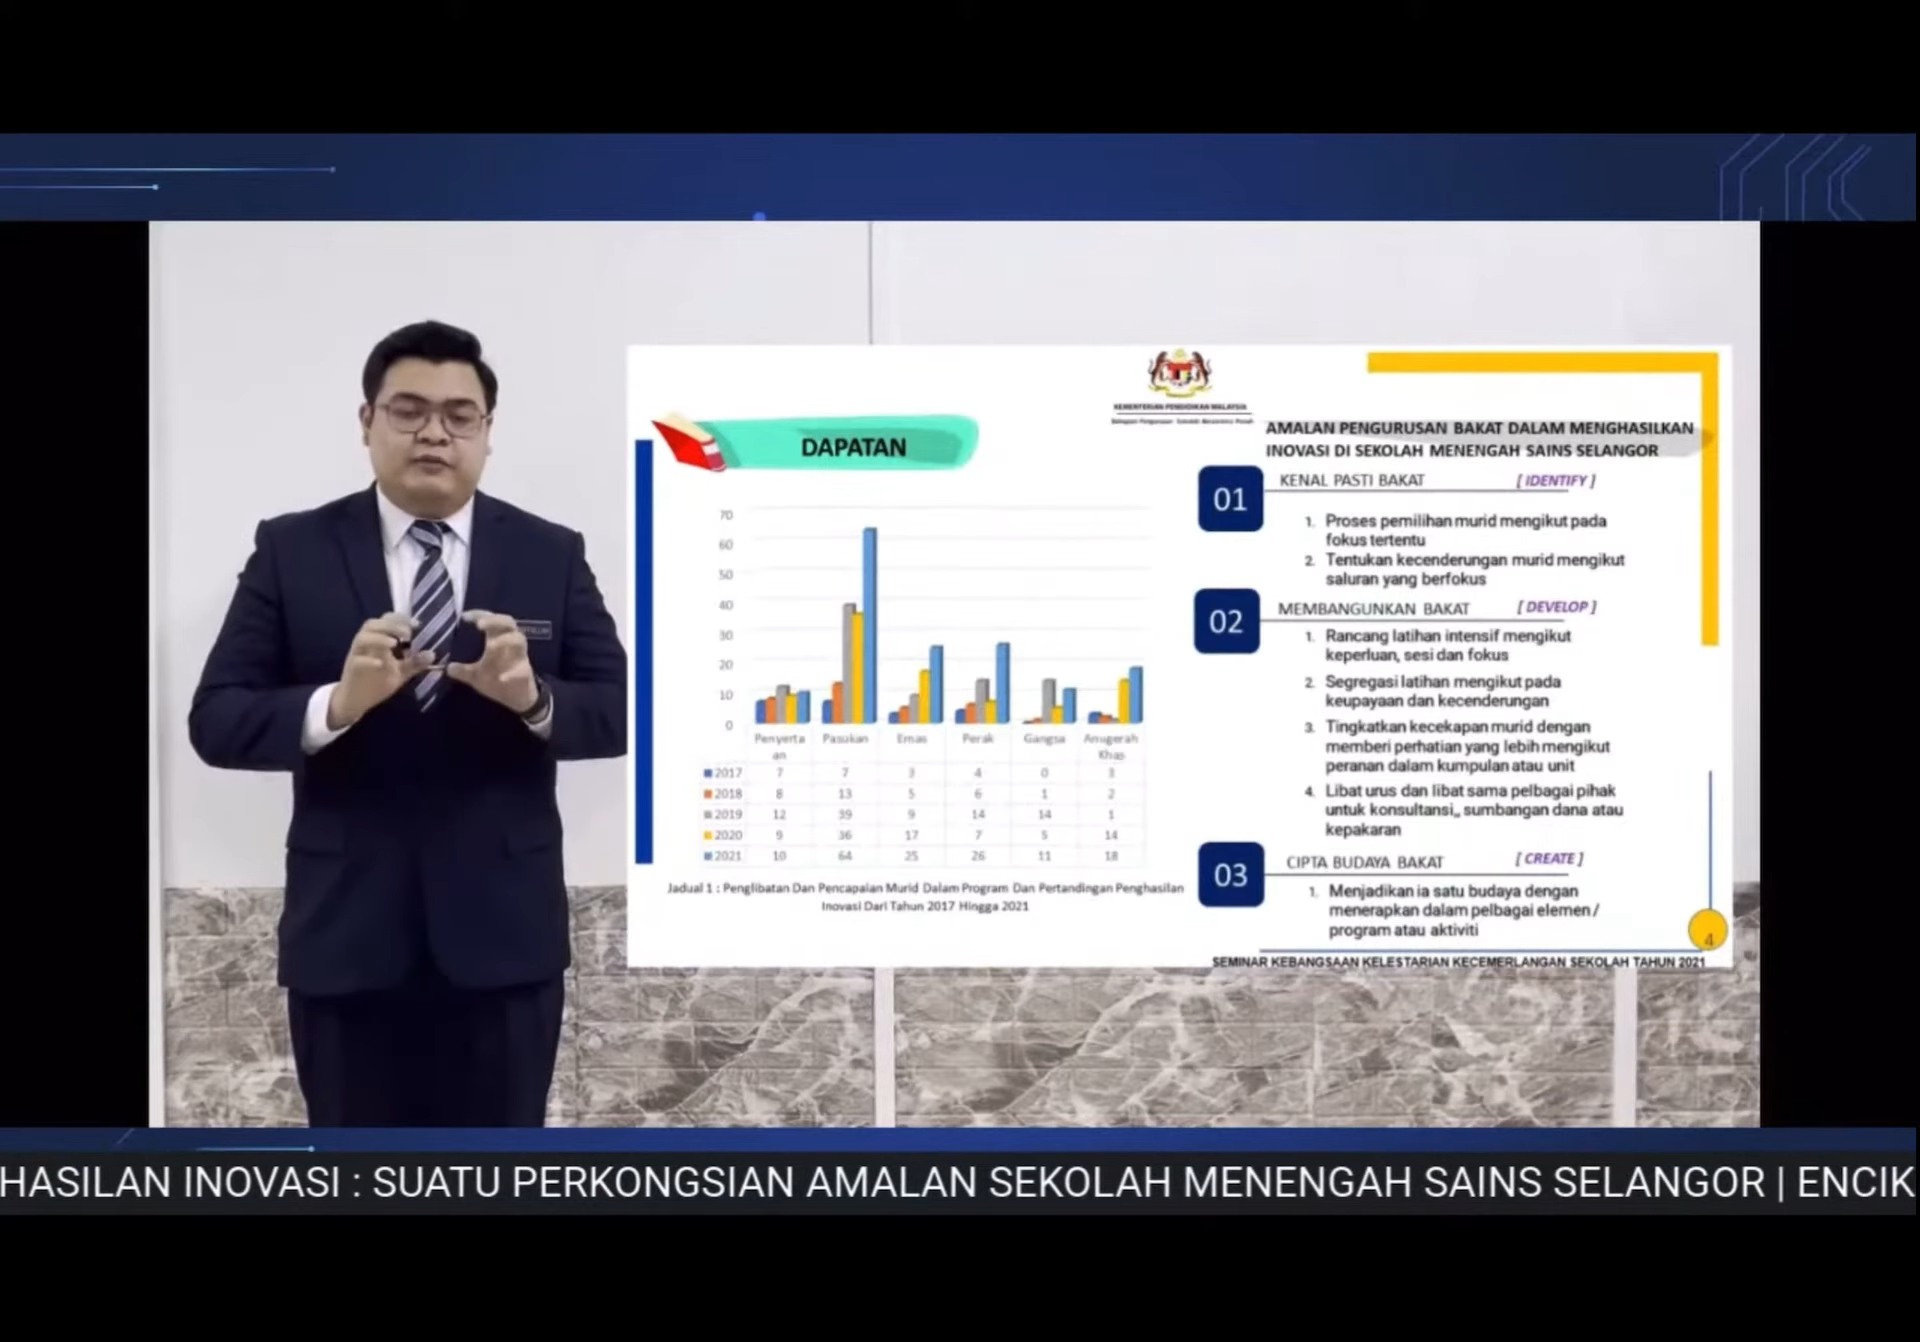 KEMENTERIAN PENDIDIKAN MALAYSIA
DAPATAN
70
60
50
40
30
20
10
0
Penyerta an Pasukan Emas Perak Gangsa Anugerah Khas
2017 7 7 3 4 0 3
2018 8 13 5 6 1 2
2019 12 39 9 14 14 1
2020 9 36 17 7 5 14
2021 10 64 25 26 11 18
Jadual 1 : Penglibatan Dan Pencapaian Murid Dalam Program Dan Pertandingan Penghasilan
Inovasi Dari Tahun 2017 Hingga 2021
AMALAN PENGURUSAN BAKAT DALAM MENGHASILKAN
INOVASI DI SEKOLAH MENENGAH SAINS SELANGOR
01
KENAL PASTI BAKAT [ IDENTIFY ]
1. Proses pemilihan murid mengikut pada
fokus tertentu
2. Tentukan kecenderungan murid mengikut
saluran yang berfokus
02
MEMBANGUNKAN BAKAT [ DEVELOP ]
1. Rancang latihan intensif mengikut
keperluan, sesi dan fokus
2. Segregasi latihan mengikut pada
keupayaan dan kecenderungan
3. Tingkatkan kecekapan murid dengan
memberi perhatian yang lebih mengikut
peranan dalam kumpulan atau unit
4. Libat urus dan libat sama pelbagai pihak
untuk konsultansi,, sumbangan dana atau
kepakaran
03
CIPTA BUDAYA BAKAT [ CREATE ]
1. Menjadikan ia satu budaya dengan
menerapkan dalam pelbagai elemen /
program atau aktiviti
4
SEMINAR KEBANGSAAN KELESTARIAN KECEMERLANGAN SEKOLAH TAHUN 2021
HASILAN INOVASI : SUATU PERKONGSIAN AMALAN SEKOLAH MENENGAH SAINS SELANGOR | ENCIK